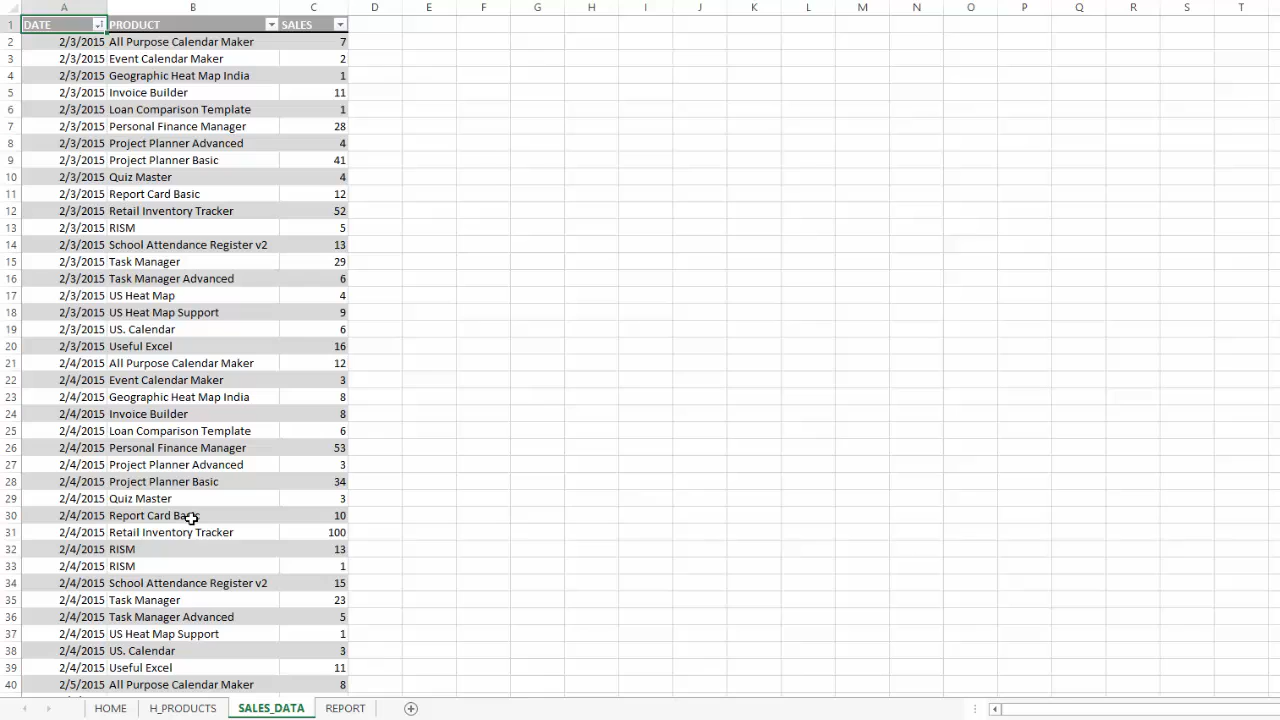 A B C D E F G H I J K L M N O P Q R S T
1 DATE PRODUCT SALES
2 2/3/2015 All Purpose Calendar Maker 7
3 2/3/2015 Event Calendar Maker 2
4 2/3/2015 Geographic Heat Map India 1
5 2/3/2015 Invoice Builder 11
6 2/3/2015 Loan Comparison Template 1
7 2/3/2015 Personal Finance Manager 28
8 2/3/2015 Project Planner Advanced 4
9 2/3/2015 Project Planner Basic 41
10 2/3/2015 Quiz Master 4
11 2/3/2015 Report Card Basic 12
12 2/3/2015 Retail Inventory Tracker 52
13 2/3/2015 RISM 5
14 2/3/2015 School Attendance Register v2 13
15 2/3/2015 Task Manager 29
16 2/3/2015 Task Manager Advanced 6
17 2/3/2015 US Heat Map 4
18 2/3/2015 US Heat Map Support 9
19 2/3/2015 US. Calendar 6
20 2/3/2015 Useful Excel 16
21 2/4/2015 All Purpose Calendar Maker 12
22 2/4/2015 Event Calendar Maker 3
23 2/4/2015 Geographic Heat Map India 8
24 2/4/2015 Invoice Builder 8
25 2/4/2015 Loan Comparison Template 6
26 2/4/2015 Personal Finance Manager 53
27 2/4/2015 Project Planner Advanced 3
28 2/4/2015 Project Planner Basic 34
29 2/4/2015 Quiz Master 3
30 2/4/2015 Report Card Basic 10
31 2/4/2015 Retail Inventory Tracker 100
32 2/4/2015 RISM 13
33 2/4/2015 RISM 1
34 2/4/2015 School Attendance Register v2 15
35 2/4/2015 Task Manager 23
36 2/4/2015 Task Manager Advanced 5
37 2/4/2015 US Heat Map Support 1
38 2/4/2015 US. Calendar 3
39 2/4/2015 Useful Excel 11
40 2/5/2015 All Purpose Calendar Maker 8
HOME H_PRODUCTS SALES_DATA REPORT